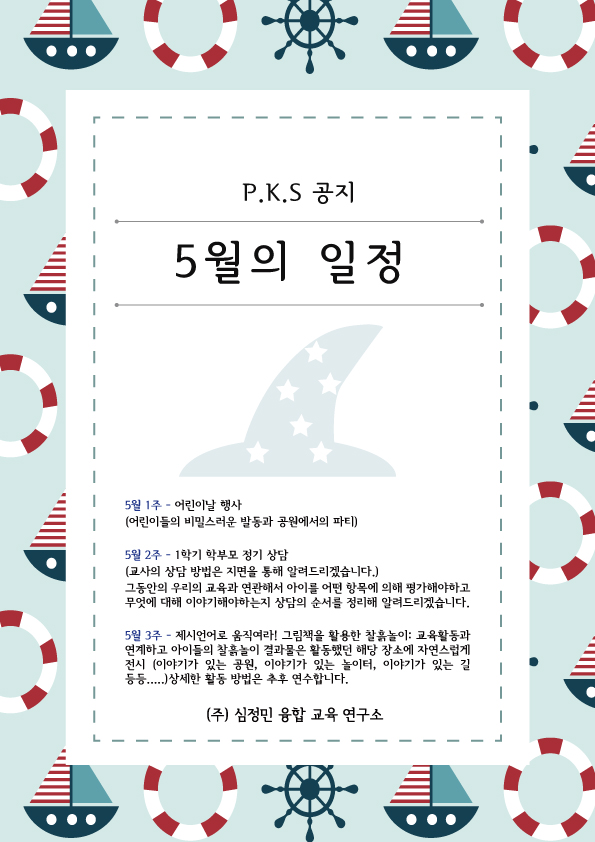 P.K.S 공지
5월의 일정
5월 1주 - 어린이날 행사
(어린이들의 비밀스러운 발동과 공원에서의 파티)
5월 2주 - 1학기 학부모 정기 상담
(교사의 상담 방법은 지면을 통해 알려드리겠습니다.)
그동안의 우리의 교육과 연관해서 아이를 어떤 항목에 의해 평가해야하고
무엇에 대해 이야기해야하는지 상담의 순서를 정리해 알려드리겠습니다.
5월 3주 - 제시언어로 움직여라! 그림책을 활용한 찰흙놀이: 교육활동과
연계하고 아이들의 찰흙놀이 결과물은 활동했던 해당 장소에 자연스럽게
전시 (이야기가 있는 공원, 이야기가 있는 놀이터, 이야기가 있는 길
등등.....)상세한 활동 방법은 추후 연수합니다.
(주) 심정민 융합 교육 연구소